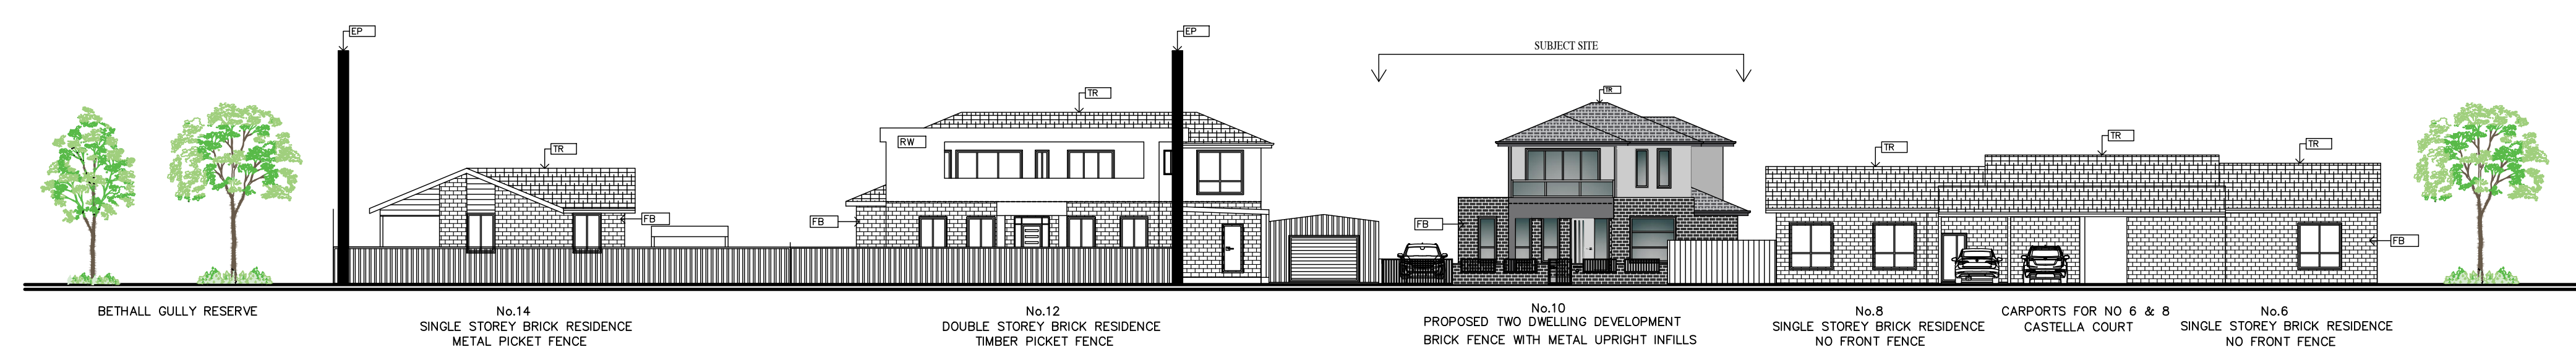 EP
EP
SUBJECT SITE
TR
TR
RW
TR
TR
TR
TR
TR
FB
FB
FB
FB
BETHALL GULLY RESERVE
No.14
SINGLE STOREY BRICK RESIDENCE
METAL PICKET FENCE
No.12
DOUBLE STOREY BRICK RESIDENCE
TIMBER PICKET FENCE
No.10
PROPOSED TWO DWELLING DEVELOPMENT
BRICK FENCE WITH METAL UPRIGHT INFILLS
No.8
SINGLE STOREY BRICK RESIDENCE
NO FRONT FENCE
CARPORTS FOR NO 6 & 8
CASTELLA COURT
No.6
SINGLE STOREY BRICK RESIDENCE
NO FRONT FENCE